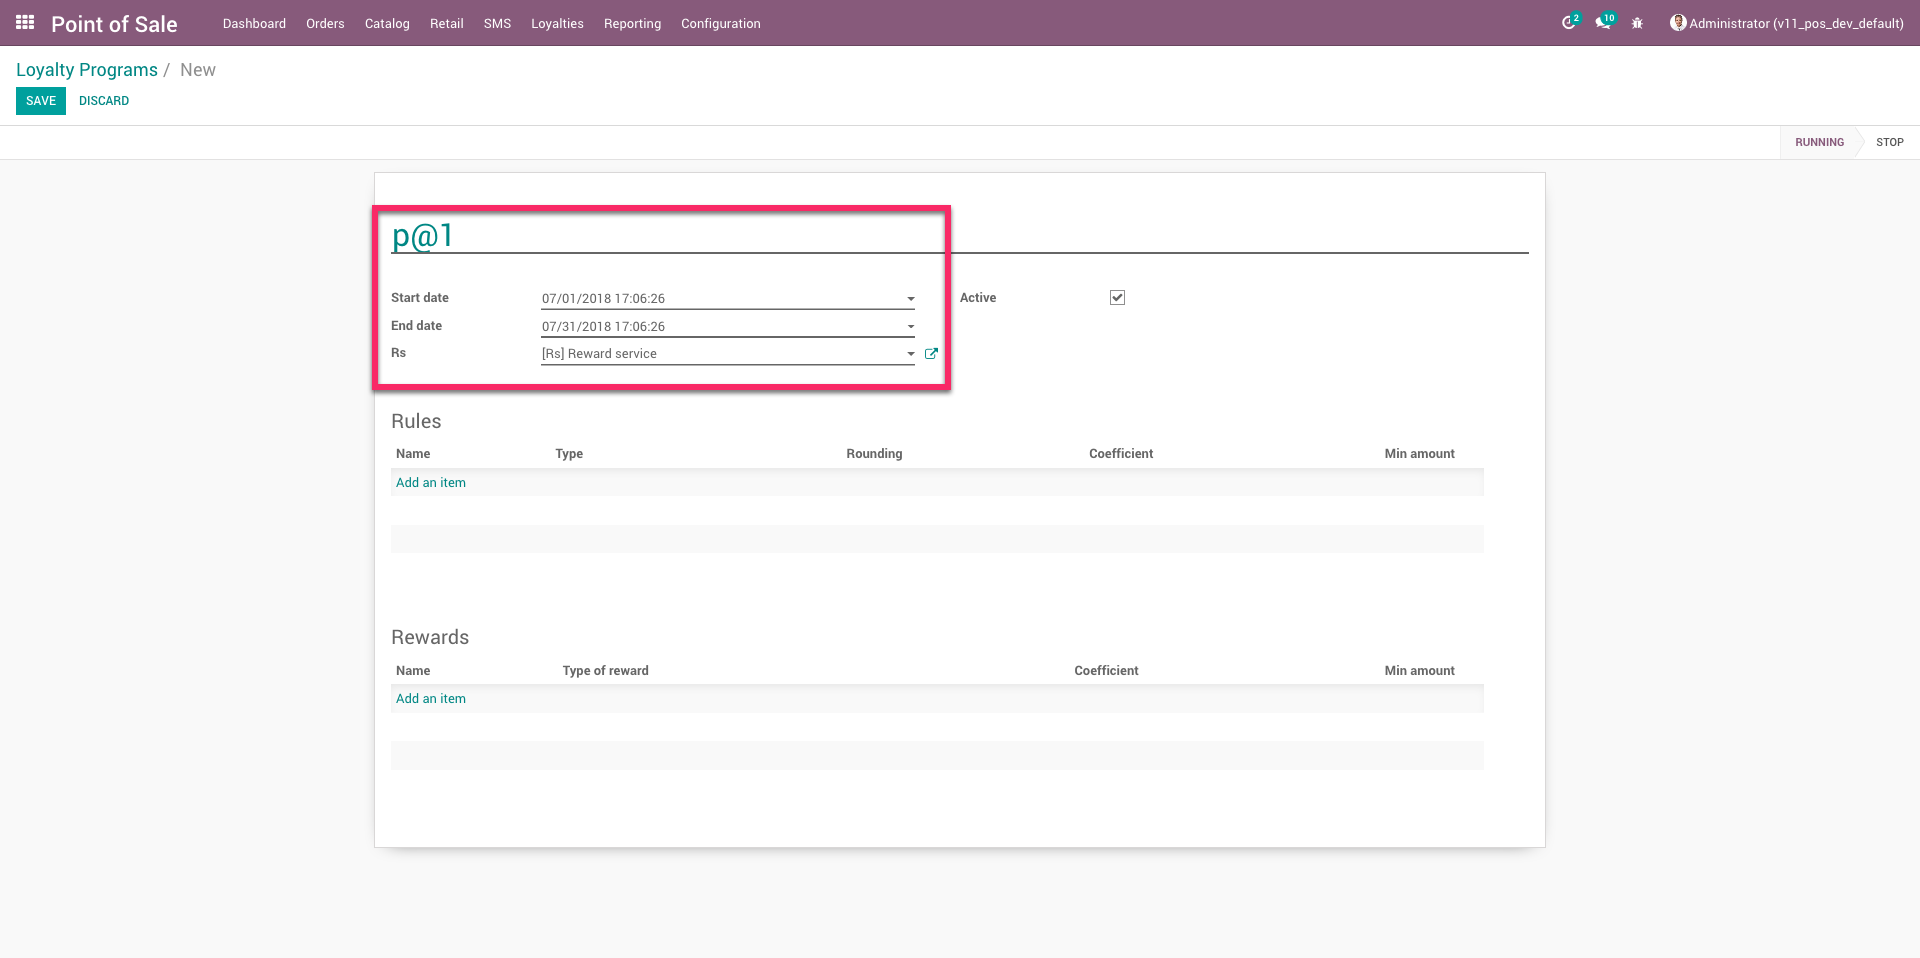 Point of Sale Dashboard Orders Catalog Retail SMS Loyalties Reporting Configuration 2 10 Administrator (v11_pos_dev_default)
Loyalty Programs / New
SAVE DISCARD
RUNNING STOP
p@1
Start date 07/01/2018 17:06:26 Active
End date 07/31/2018 17:06:26
Rs [Rs] Reward service
Rules
Name Type Rounding Coefficient Min amount
Add an item
Rewards
Name Type of reward Coefficient Min amount
Add an item